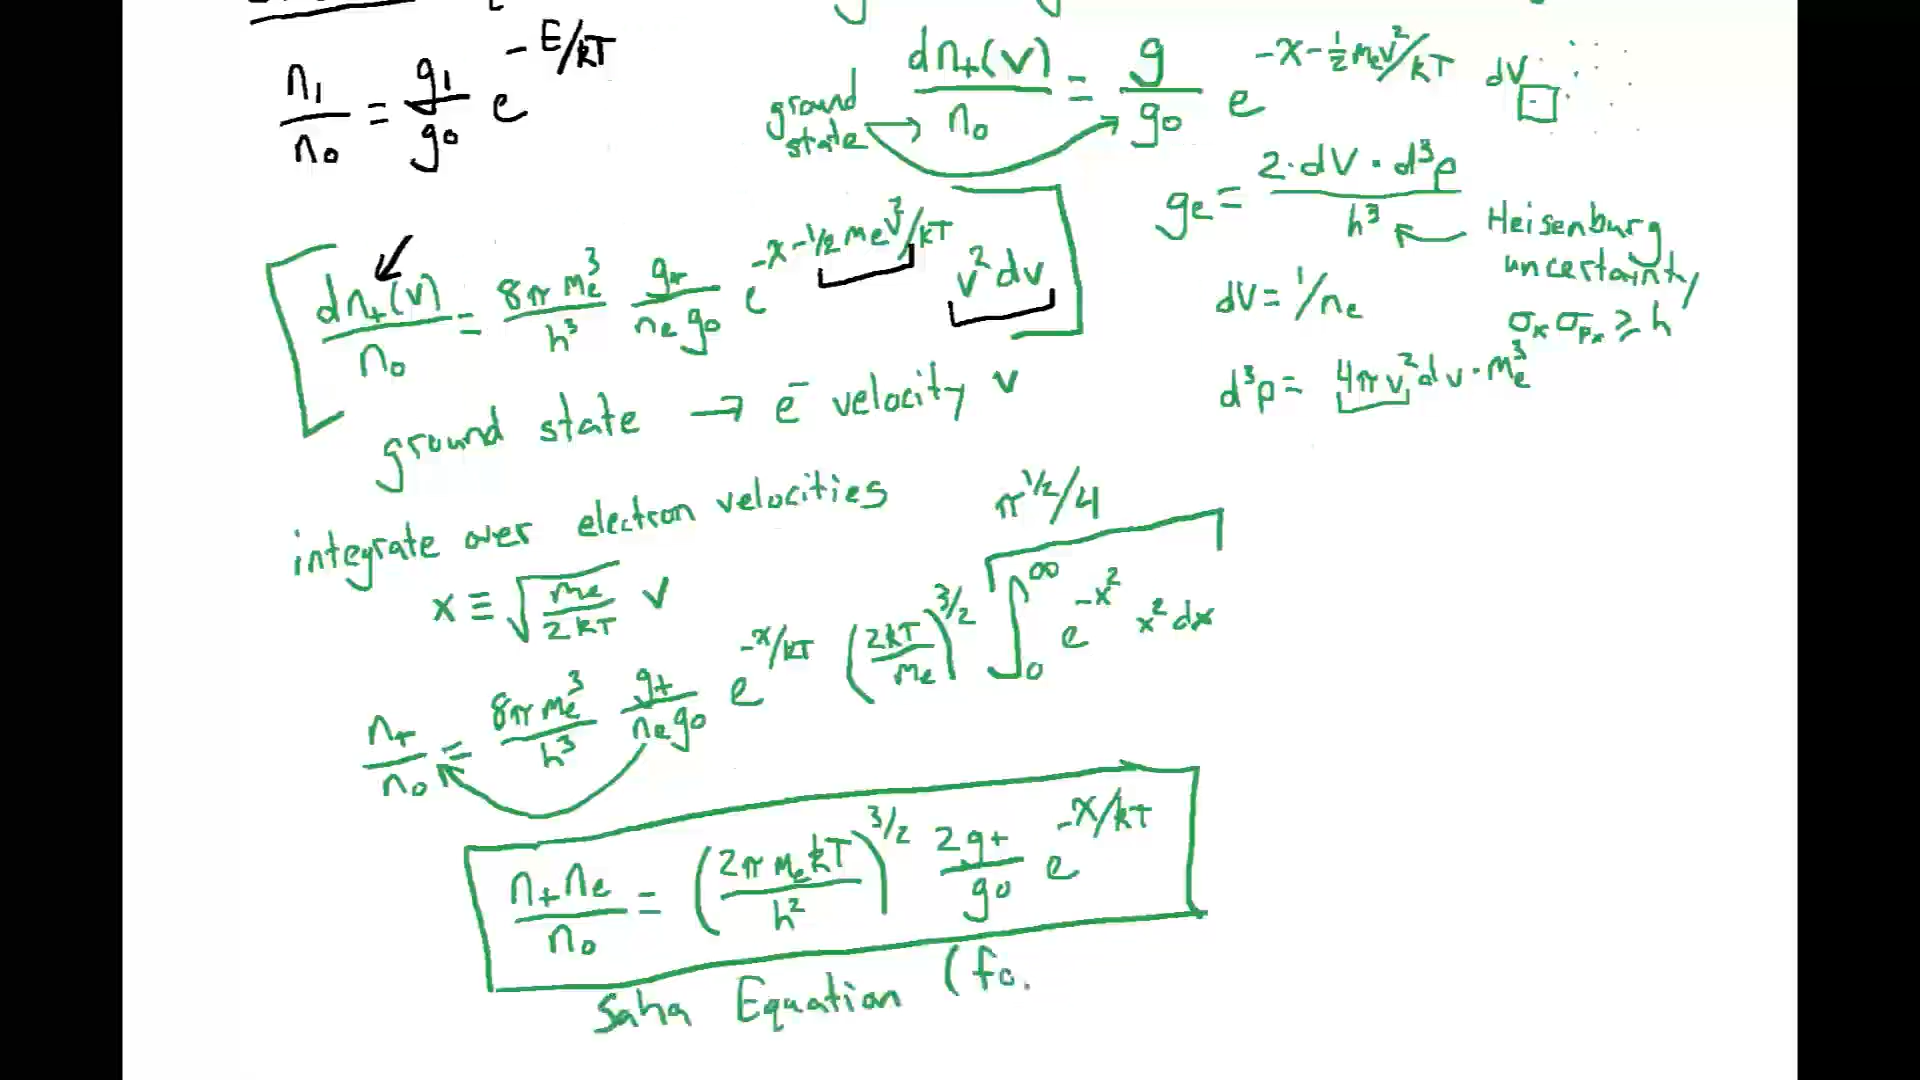 n₁/n₀ = g₁/g₀ e^(-E/kT)
dn₊(v)/n₀ = g/g₀ e^(-χ-½mₑv²/kT)
ground state →
dV
gₑ = 2·dV·d³p / h³ ← Heisenburg uncertainty
σₓ σₚₓ ≥ h
dV = 1/nₑ
d³p = 4πv²dv·mₑ³
dn₊(v)/n₀ = 8πmₑ³/h³ g₊/(nₑg₀) e^(-χ-1/2mₑv²/kT) v²dv
ground state → e⁻ velocity v
integrate over electron velocities
x ≡ √(mₑ/2kT) v
π^(1/2)/4
n₊/n₀ = 8πmₑ³/h³ g₊/(nₑg₀) e^(-χ/kT) (2kT/mₑ)^(3/2) ∫₀^∞ e^(-x²) x²dx
n₊nₑ/n₀ = (2πmₑkT/h²)^(3/2) 2g₊/g₀ e^(-χ/kT)
Saha Equation (fo